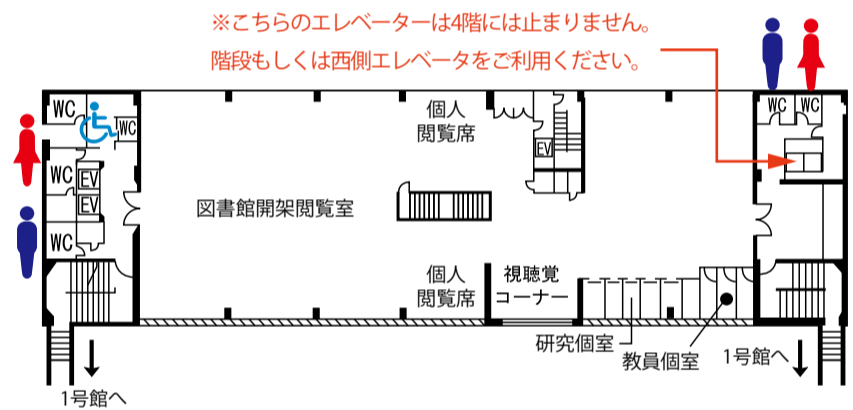 ※こちらのエレベーターは4階には止まりません。
階段もしくは西側エレベータをご利用ください。
WC
WC
WC
WC
WC
WC
EV
EV
EV
個人
閲覧席
図書館開架閲覧室
個人
閲覧席
視聴覚
コーナー
研究個室
教員個室
1号館へ
1号館へ